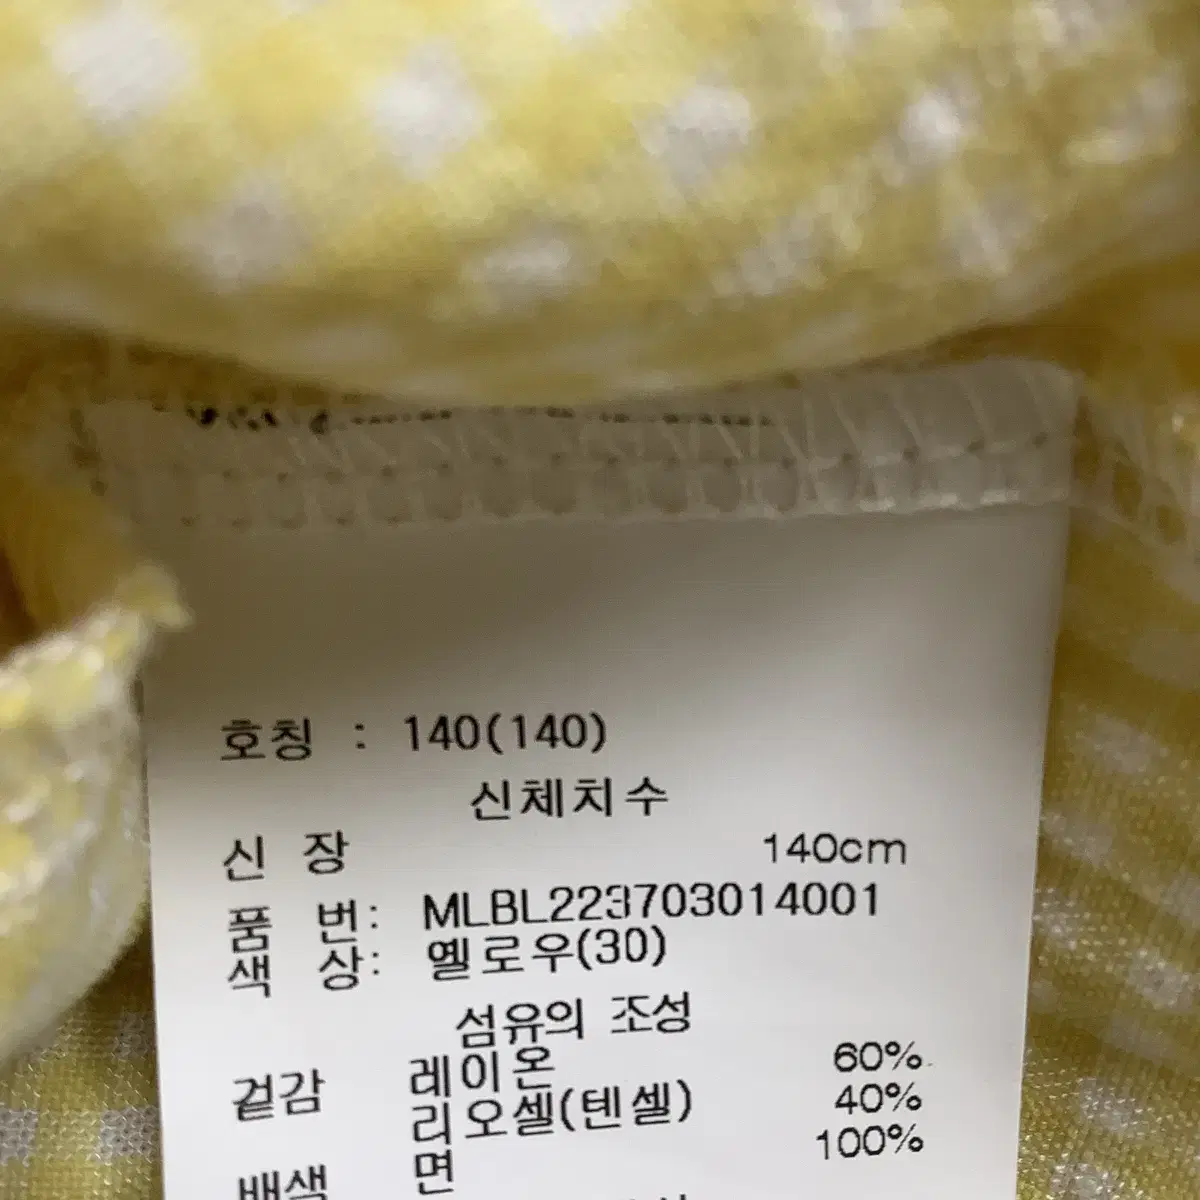 호칭 : 140(140)
신체치수
신 장 140cm
품 번: MLBL223703014001
색 상: 옐로우(30)
섬유의 조성
겉감 레이온 60%
리오셀(텐셀) 40%
배색 면 100%